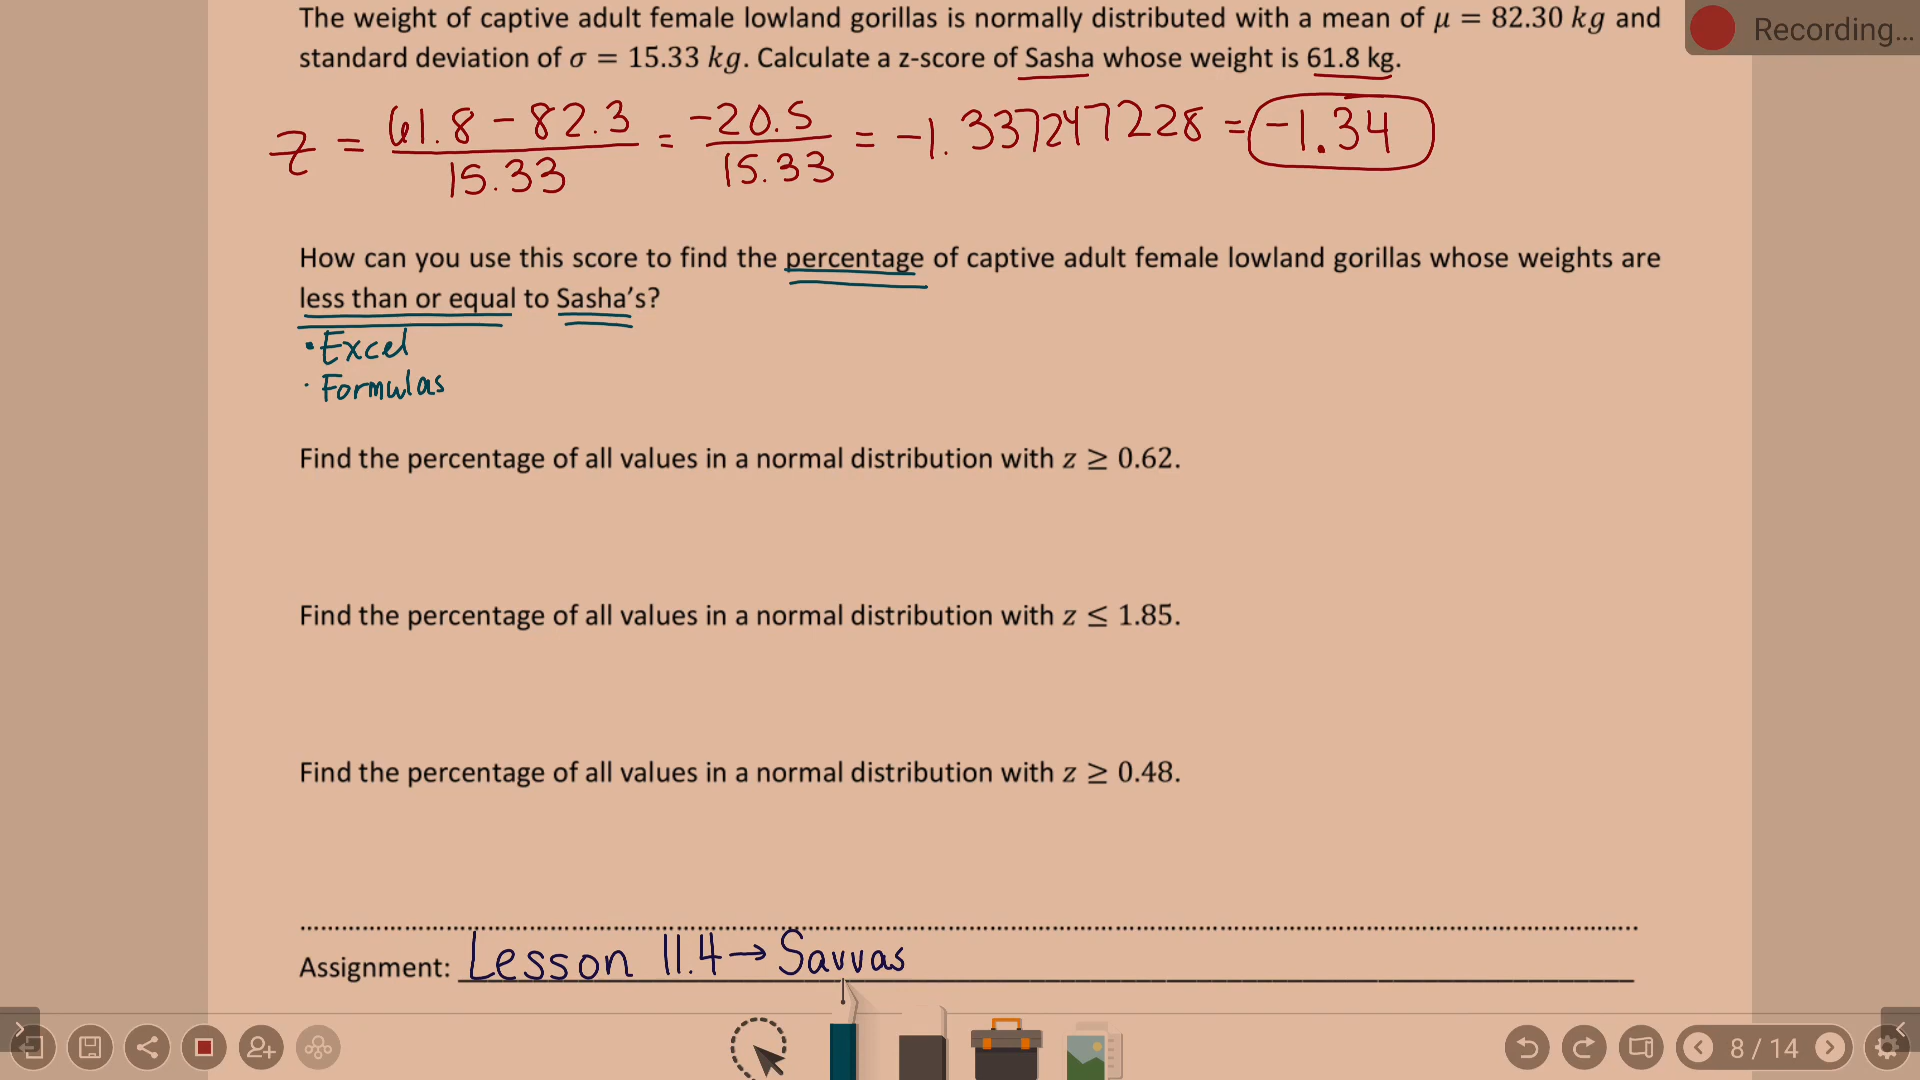 The weight of captive adult female lowland gorillas is normally distributed with a mean of μ = 82.30 kg and
standard deviation of σ = 15.33 kg. Calculate a z-score of Sasha whose weight is 61.8 kg.
Recording...
z = 61.8 - 82.3 / 15.33 = -20.5 / 15.33 = -1.337247228 = -1.34
How can you use this score to find the percentage of captive adult female lowland gorillas whose weights are
less than or equal to Sasha's?
• Excel
• Formulas
Find the percentage of all values in a normal distribution with z ≥ 0.62.
Find the percentage of all values in a normal distribution with z ≤ 1.85.
Find the percentage of all values in a normal distribution with z ≥ 0.48.
Assignment: Lesson 11.4 → Savvas
8 / 14